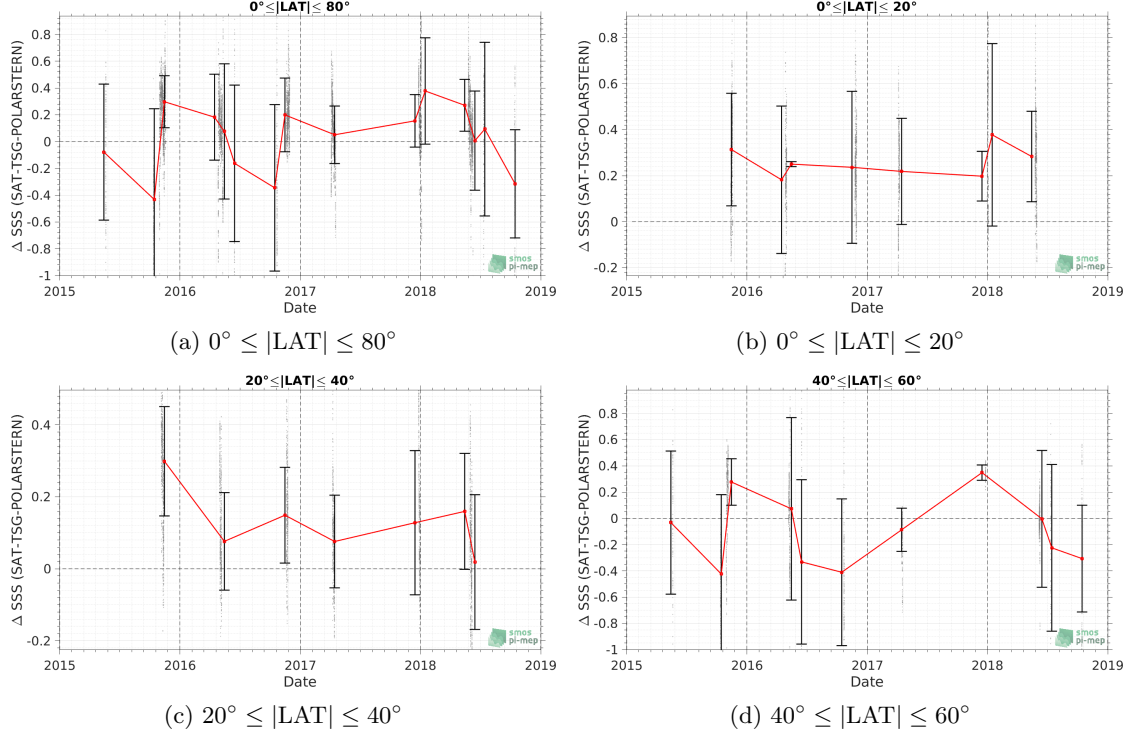 0°≤|LAT|≤ 80°
Δ SSS (SAT-TSG-POLARSTERN)
0.8
0.6
0.4
0.2
0
-0.2
-0.4
-0.6
-0.8
-1
smos
pi-mep
2015 2016 2017 2018 2019
Date
(a) 0° ≤ |LAT| ≤ 80°
0°≤|LAT|≤ 20°
Δ SSS (SAT-TSG-POLARSTERN)
0.8
0.6
0.4
0.2
0
-0.2
smos
pi-mep
2015 2016 2017 2018 2019
Date
(b) 0° ≤ |LAT| ≤ 20°
20°≤|LAT|≤ 40°
Δ SSS (SAT-TSG-POLARSTERN)
0.4
0.2
0
-0.2
smos
pi-mep
2015 2016 2017 2018 2019
Date
(c) 20° ≤ |LAT| ≤ 40°
40°≤|LAT|≤ 60°
Δ SSS (SAT-TSG-POLARSTERN)
0.8
0.6
0.4
0.2
0
-0.2
-0.4
-0.6
-0.8
-1
smos
pi-mep
2015 2016 2017 2018 2019
Date
(d) 40° ≤ |LAT| ≤ 60°